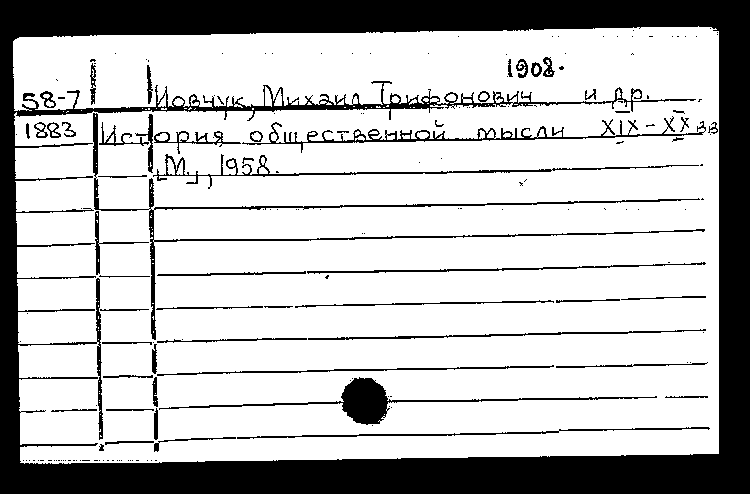 1908.
58-7 Иовчук, Михаил Трифонович и др.
1883 История общественной мысли XIX-XX вв
[М.], 1958.